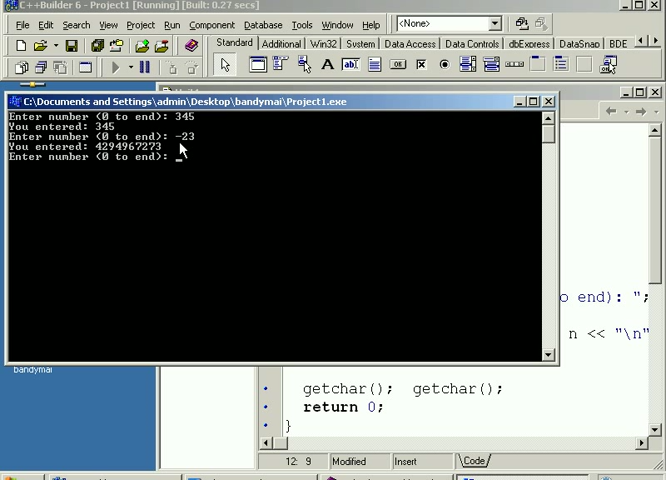 C++Builder 6 - Project1 [Running] [Built: 0.27 secs]
File Edit Search View Project Run Component Database Tools Window Help <None>
Standard Additional Win32 System Data Access Data Controls dbExpress DataSnap BDE
C:\Documents and Settings\admin\Desktop\bandymai\Project1.exe
Enter number (0 to end): 345
You entered: 345
Enter number (0 to end): -23
You entered: 4294967273
Enter number (0 to end): _
o end): ";
n << "\n"
bandymai
getchar(); getchar();
return 0;
}
12: 9 Modified Insert Code